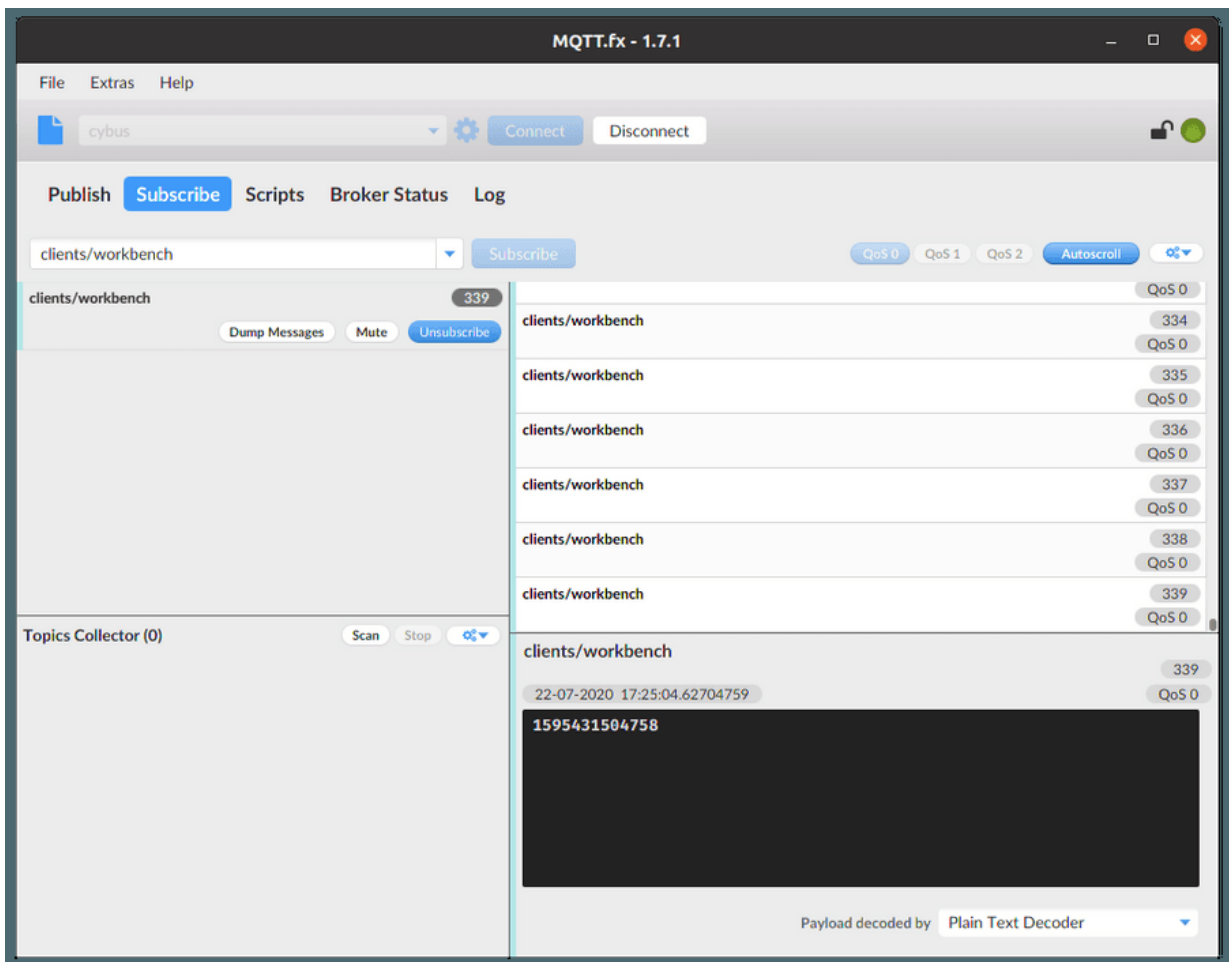 MQTT.fx - 1.7.1
File Extras Help
cybus Connect Disconnect
Publish Subscribe Scripts Broker Status Log
clients/workbench Subscribe QoS 0 QoS 1 QoS 2 Autoscroll
clients/workbench 339
Dump Messages Mute Unsubscribe
QoS 0
clients/workbench 334
QoS 0
clients/workbench 335
QoS 0
clients/workbench 336
QoS 0
clients/workbench 337
QoS 0
clients/workbench 338
QoS 0
clients/workbench 339
QoS 0
Topics Collector (0) Scan Stop
clients/workbench
339
22-07-2020 17:25:04.62704759 QoS 0
1595431504758
Payload decoded by Plain Text Decoder